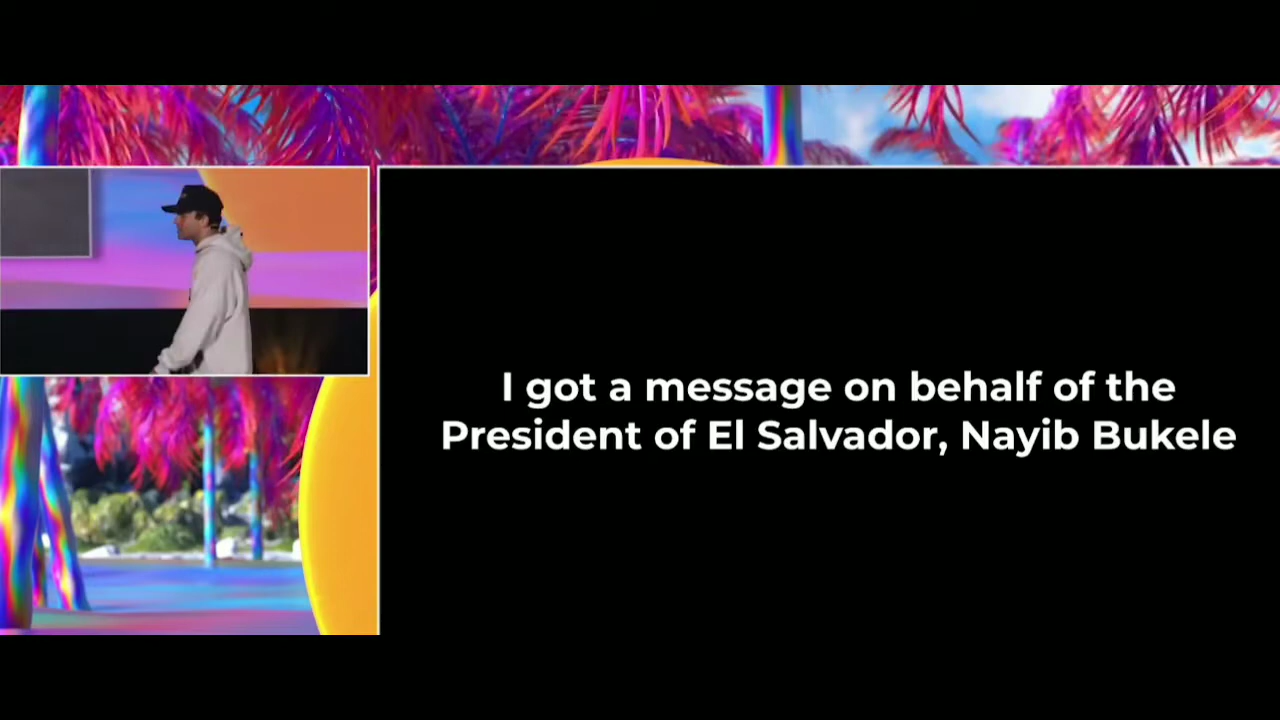 I got a message on behalf of the
President of El Salvador, Nayib Bukele